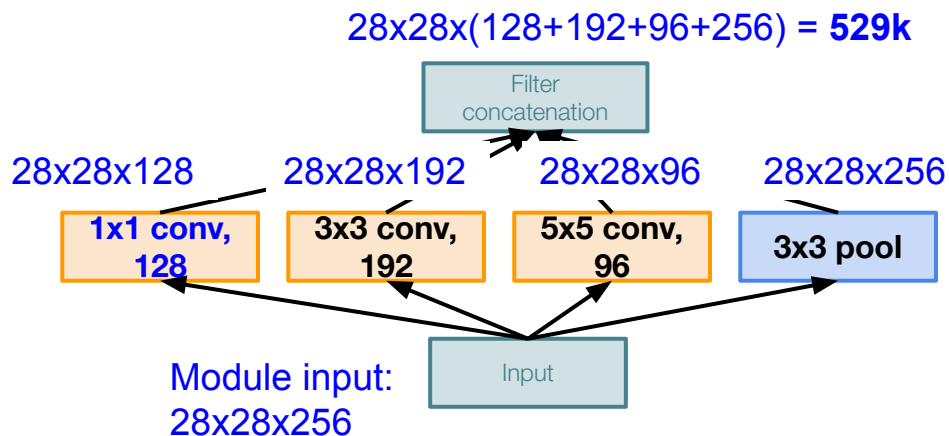 28x28x(128+192+96+256) = 529k
Filter
concatenation
28x28x128
28x28x192
28x28x96
28x28x256
1x1 conv,
128
3x3 conv,
192
5x5 conv,
96
3x3 pool
Input
Module input:
28x28x256